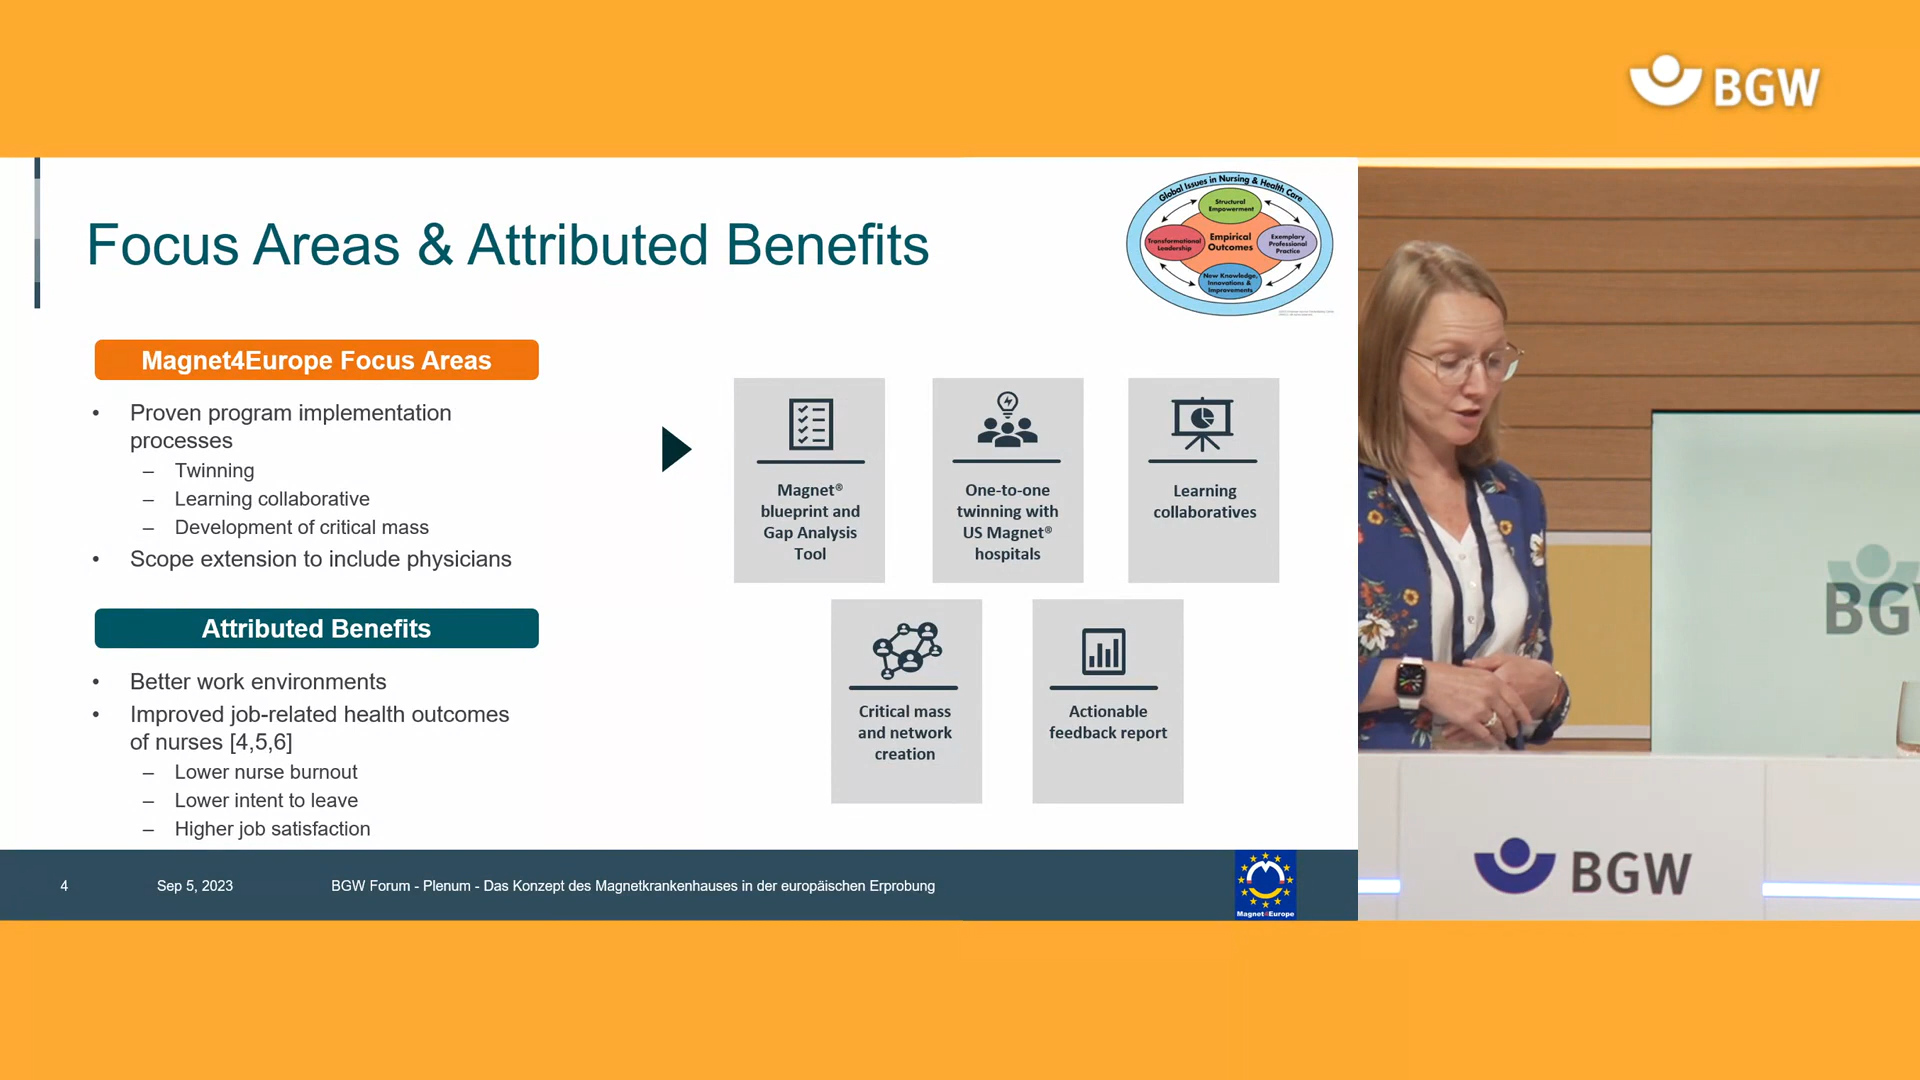 BGW
Focus Areas & Attributed Benefits
Global Issues in Nursing & Health Care
Structural
Empowerment
Transformational
Leadership
Empirical
Outcomes
Exemplary
Professional
Practice
New Knowledge,
Innovations &
Improvements
Magnet4Europe Focus Areas
• Proven program implementation
processes
– Twinning
– Learning collaborative
– Development of critical mass
• Scope extension to include physicians
Attributed Benefits
• Better work environments
• Improved job-related health outcomes
of nurses [4,5,6]
– Lower nurse burnout
– Lower intent to leave
– Higher job satisfaction
Magnet®
blueprint and
Gap Analysis
Tool
One-to-one
twinning with
US Magnet®
hospitals
Learning
collaboratives
Critical mass
and network
creation
Actionable
feedback report
4
Sep 5, 2023
BGW Forum - Plenum - Das Konzept des Magnetkrankenhauses in der europäischen Erprobung
Magnet4Europe
BG
BGW